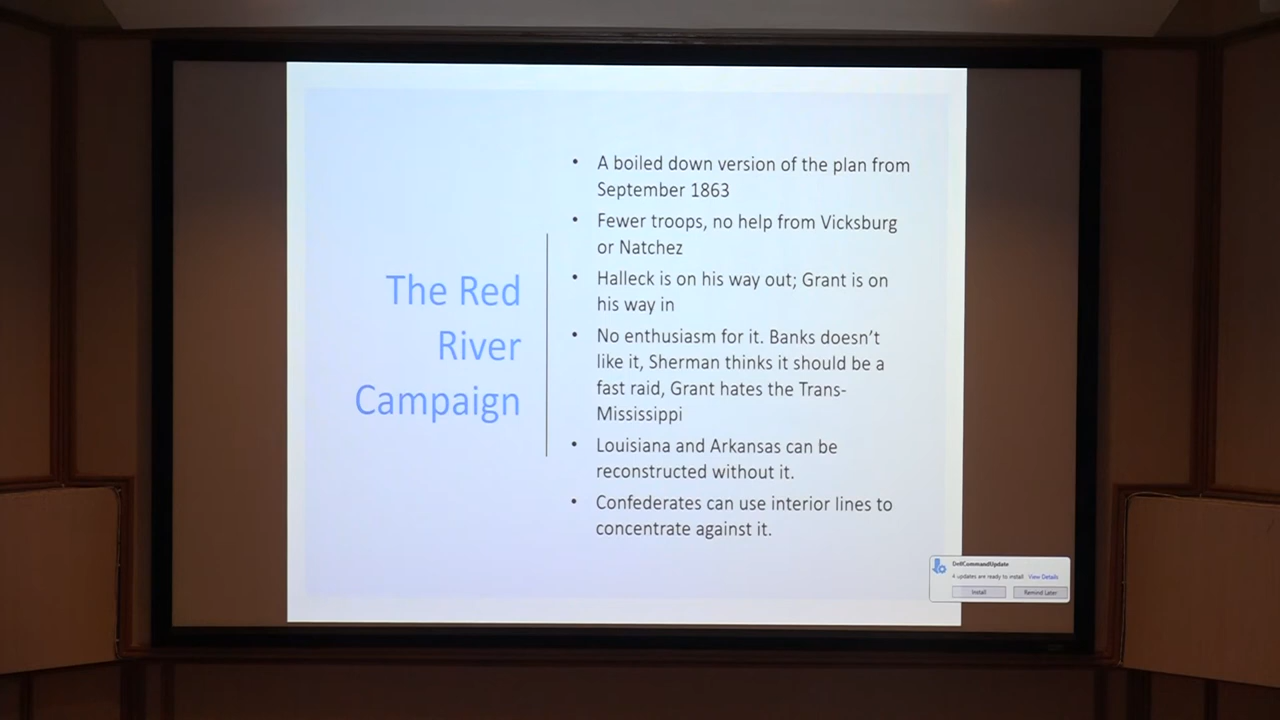 The Red
River
Campaign
• A boiled down version of the plan from
September 1863
• Fewer troops, no help from Vicksburg
or Natchez
• Halleck is on his way out; Grant is on
his way in
• No enthusiasm for it. Banks doesn't
like it, Sherman thinks it should be a
fast raid, Grant hates the Trans-
Mississippi
• Louisiana and Arkansas can be
reconstructed without it.
• Confederates can use interior lines to
concentrate against it.
DellCommandUpdate
4 updates are ready to install View Details
Install Remind Later